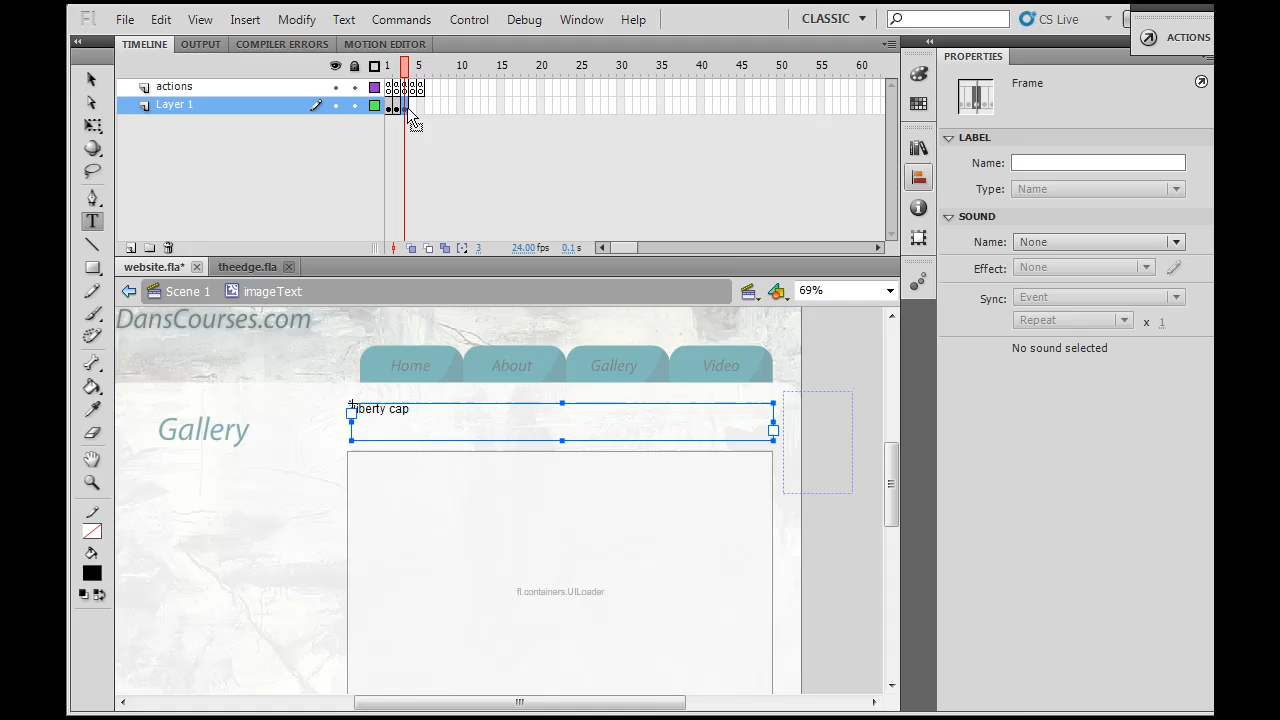 Fl File Edit View Insert Modify Text Commands Control Debug Window Help CLASSIC CS Live
ACTIONS
TIMELINE OUTPUT COMPILER ERRORS MOTION EDITOR
PROPERTIES
1 5 10 15 20 25 30 35 40 45 50 55 60
actions
Layer 1
Frame
LABEL
Name:
Type: Name
SOUND
Name: None
Effect: None
Sync: Event
Repeat x 1
No sound selected
3 24.00 fps 0.1 s
website.fla* theedge.fla
Scene 1 imageText 69%
DansCourses.com
Home About Gallery Video
Gallery
iberty cap
fl.containers.UILoader
T